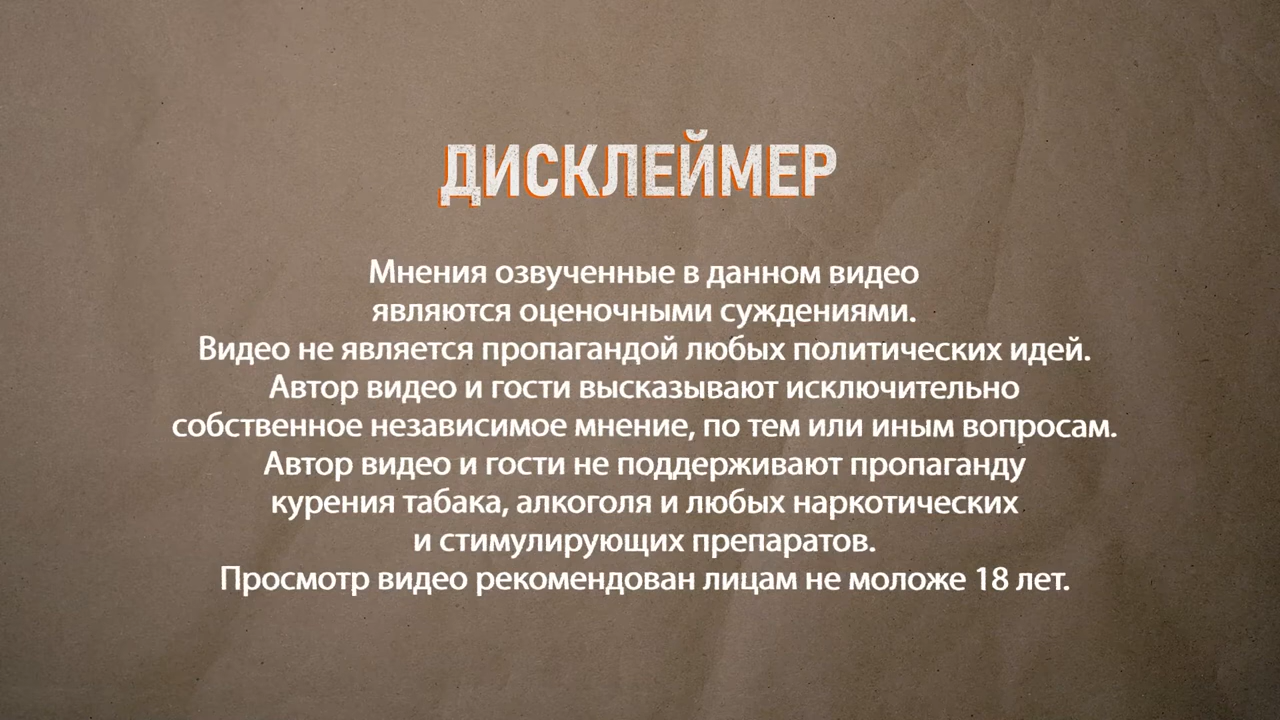 ДИСКЛЕЙМЕР
Мнения озвученные в данном видео
являются оценочными суждениями.
Видео не является пропагандой любых политических идей.
Автор видео и гости высказывают исключительно
собственное независимое мнение, по тем или иным вопросам.
Автор видео и гости не поддерживают пропаганду
курения табака, алкоголя и любых наркотических
и стимулирующих препаратов.
Просмотр видео рекомендован лицам не моложе 18 лет.